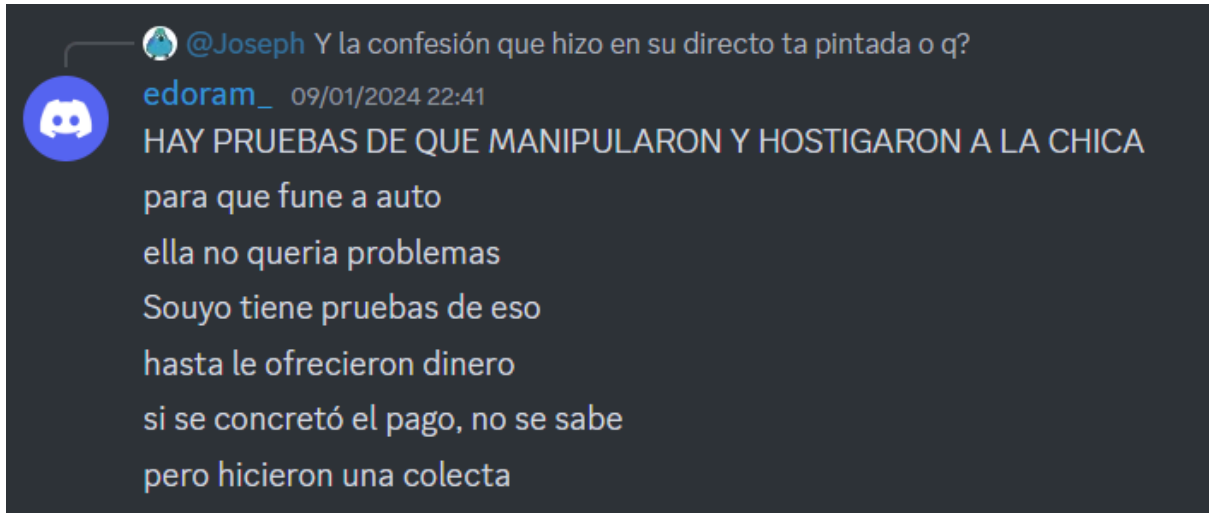 @Joseph Y la confesión que hizo en su directo ta pintada o q?
edoram_ 09/01/2024 22:41
HAY PRUEBAS DE QUE MANIPULARON Y HOSTIGARON A LA CHICA
para que fune a auto
ella no queria problemas
Souyo tiene pruebas de eso
hasta le ofrecieron dinero
si se concretó el pago, no se sabe
pero hicieron una colecta